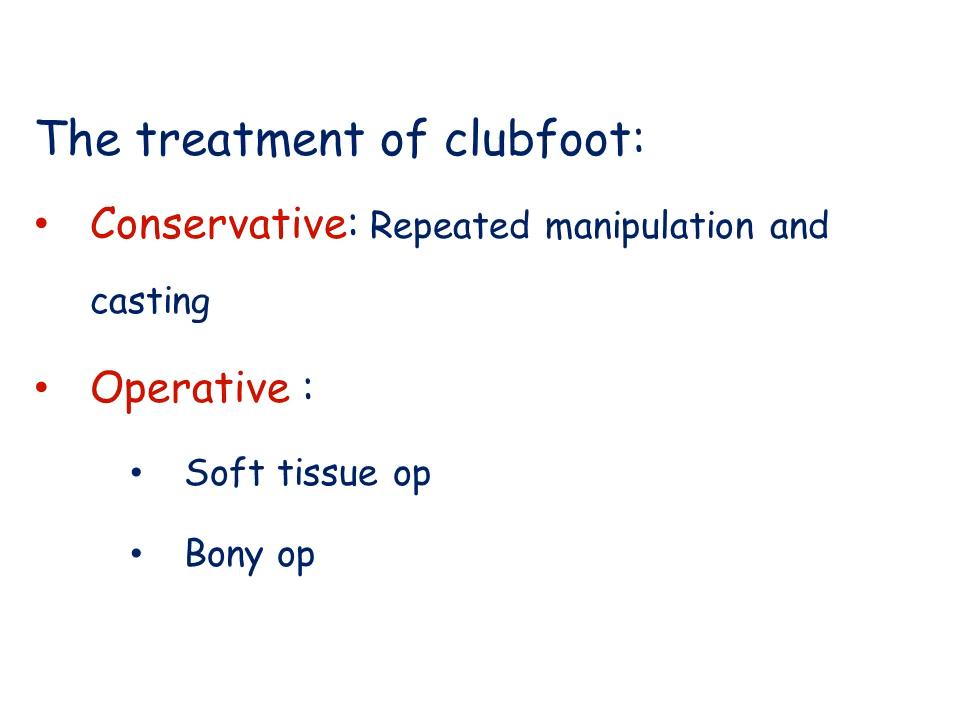 The treatment of clubfoot:
• Conservative: Repeated manipulation and
casting
• Operative :
• Soft tissue op
• Bony op